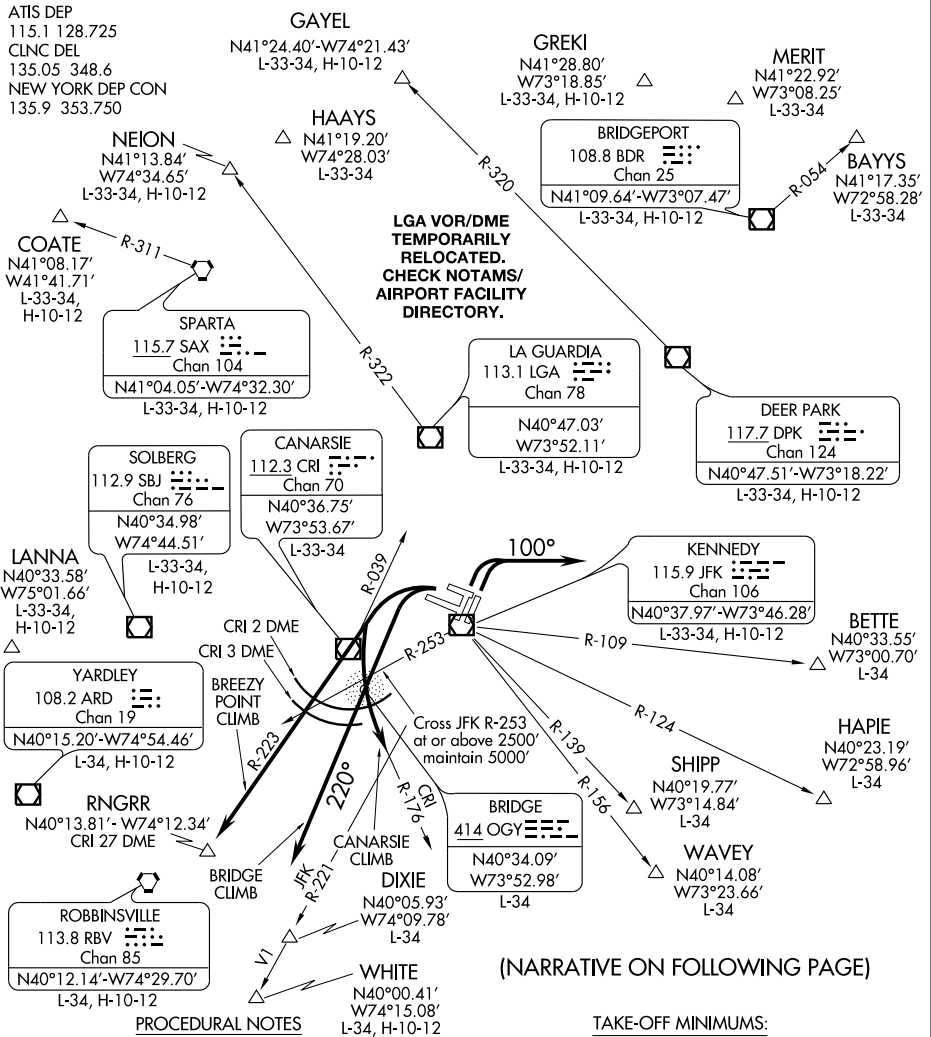 ATIS DEP
115.1 128.725
CLNC DEL
135.05 348.6
NEW YORK DEP CON
135.9 353.750
GAYEL
N41°24.40′-W74°21.43′
L-33-34, H-10-12
GREKI
N41°28.80′
W73°18.85′
L-33-34, H-10-12
MERIT
N41°22.92′
W73°08.25′
L-33-34
HAAYS
N41°19.20′
W74°28.03′
L-33-34
NEION
N41°13.84′
W74°34.65′
L-33-34, H-10-12
BRIDGEPORT
108.8 BDR
Chan 25
N41°09.64′-W73°07.47′
L-33-34, H-10-12
R-054
BAYYS
N41°17.35′
W72°58.28′
L-33-34
R-320
COATE
N41°08.17′
W41°41.71′
L-33-34,
H-10-12
R-311
LGA VOR/DME
TEMPORARILY
RELOCATED.
CHECK NOTAMS/
AIRPORT FACILITY
DIRECTORY.
SPARTA
115.7 SAX
Chan 104
N41°04.05′-W74°32.30′
L-33-34, H-10-12
R-322
LA GUARDIA
113.1 LGA
Chan 78
N40°47.03′
W73°52.11′
L-33-34, H-10-12
DEER PARK
117.7 DPK
Chan 124
N40°47.51′-W73°18.22′
L-33-34, H-10-12
SOLBERG
112.9 SBJ
Chan 76
N40°34.98′
W74°44.51′
L-33-34,
H-10-12
CANARSIE
112.3 CRI
Chan 70
N40°36.75′
W73°53.67′
L-33-34
LANNA
N40°33.58′
W75°01.66′
L-33-34,
H-10-12
R-039
100°
KENNEDY
115.9 JFK
Chan 106
N40°37.97′-W73°46.28′
L-33-34, H-10-12
CRI 2 DME
CRI 3 DME
R-253
R-109
BETTE
N40°33.55′
W73°00.70′
L-34
YARDLEY
108.2 ARD
Chan 19
N40°15.20′-W74°54.46′
L-34, H-10-12
BREEZY
POINT
CLIMB
R-223
Cross JFK R-253
at or above 2500′
maintain 5000′
R-139
R-124
R-156
HAPIE
N40°23.19′
W72°58.96′
L-34
SHIPP
N40°19.77′
W73°14.84′
L-34
RNGRR
N40°13.81′- W74°12.34′
CRI 27 DME
220°
CRI
R-176
BRIDGE
414 OGY
N40°34.09′
W73°52.98′
L-34
BRIDGE
CLIMB
CANARSIE
CLIMB
JFK
R-221
WAVEY
N40°14.08′
W73°23.66′
L-34
ROBBINSVILLE
113.8 RBV
Chan 85
N40°12.14′-W74°29.70′
L-34, H-10-12
DIXIE
N40°05.93′
W74°09.78′
L-34
V1
WHITE
N40°00.41′
W74°15.08′
L-34, H-10-12
(NARRATIVE ON FOLLOWING PAGE)
PROCEDURAL NOTES
TAKE-OFF MINIMUMS: